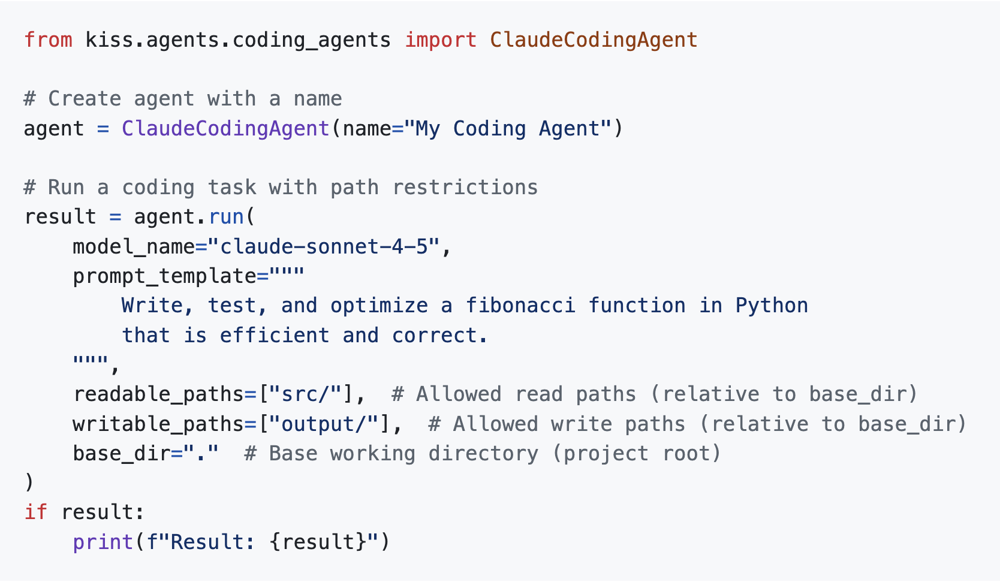 from kiss.agents.coding_agents import ClaudeCodingAgent

# Create agent with a name
agent = ClaudeCodingAgent(name="My Coding Agent")

# Run a coding task with path restrictions
result = agent.run(
    model_name="claude-sonnet-4-5",
    prompt_template="""
        Write, test, and optimize a fibonacci function in Python
        that is efficient and correct.
    """,
    readable_paths=["src/"],  # Allowed read paths (relative to base_dir)
    writable_paths=["output/"],  # Allowed write paths (relative to base_dir)
    base_dir="."  # Base working directory (project root)
)
if result:
    print(f"Result: {result}")